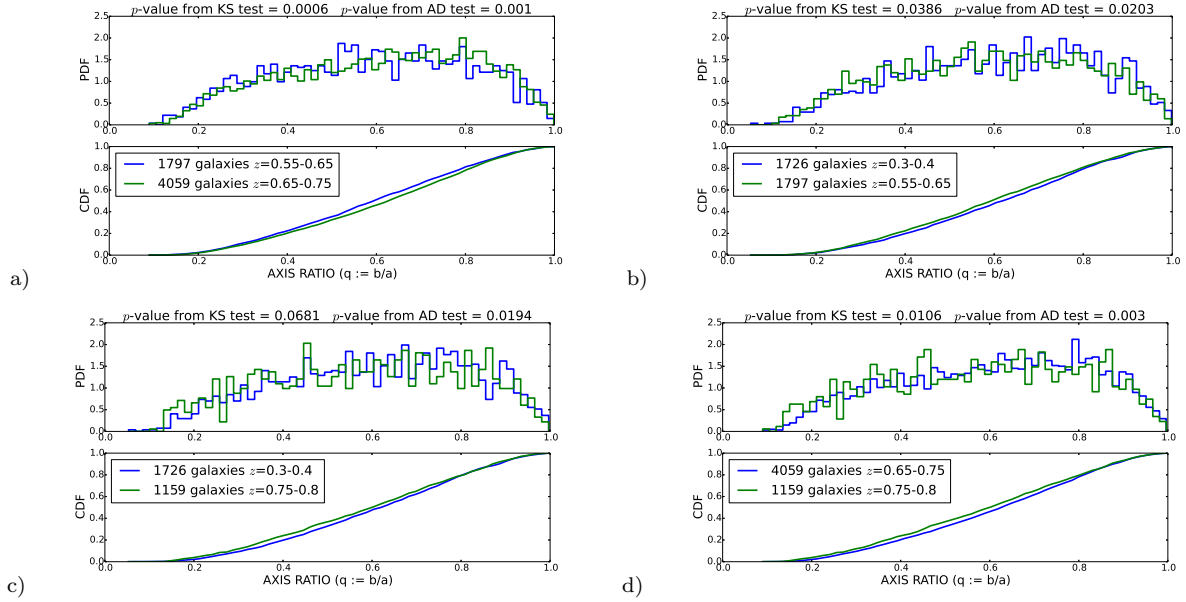 p-value from KS test = 0.0006 p-value from AD test = 0.001
2.5
2.0
1.5
1.0
0.5
0.0
PDF
0.0 0.2 0.4 0.6 0.8 1.0
1.0
0.8
0.6
0.4
0.2
0.0
CDF
1797 galaxies z=0.55-0.65
4059 galaxies z=0.65-0.75
0.0 0.2 0.4 0.6 0.8 1.0
AXIS RATIO (q := b/a)
a)
p-value from KS test = 0.0386 p-value from AD test = 0.0203
2.5
2.0
1.5
1.0
0.5
0.0
PDF
0.0 0.2 0.4 0.6 0.8 1.0
1.0
0.8
0.6
0.4
0.2
0.0
CDF
1726 galaxies z=0.3-0.4
1797 galaxies z=0.55-0.65
0.0 0.2 0.4 0.6 0.8 1.0
AXIS RATIO (q := b/a)
b)
p-value from KS test = 0.0681 p-value from AD test = 0.0194
2.5
2.0
1.5
1.0
0.5
0.0
PDF
0.0 0.2 0.4 0.6 0.8 1.0
1.0
0.8
0.6
0.4
0.2
0.0
CDF
1726 galaxies z=0.3-0.4
1159 galaxies z=0.75-0.8
0.0 0.2 0.4 0.6 0.8 1.0
AXIS RATIO (q := b/a)
c)
p-value from KS test = 0.0106 p-value from AD test = 0.003
2.5
2.0
1.5
1.0
0.5
0.0
PDF
0.0 0.2 0.4 0.6 0.8 1.0
1.0
0.8
0.6
0.4
0.2
0.0
CDF
4059 galaxies z=0.65-0.75
1159 galaxies z=0.75-0.8
0.0 0.2 0.4 0.6 0.8 1.0
AXIS RATIO (q := b/a)
d)